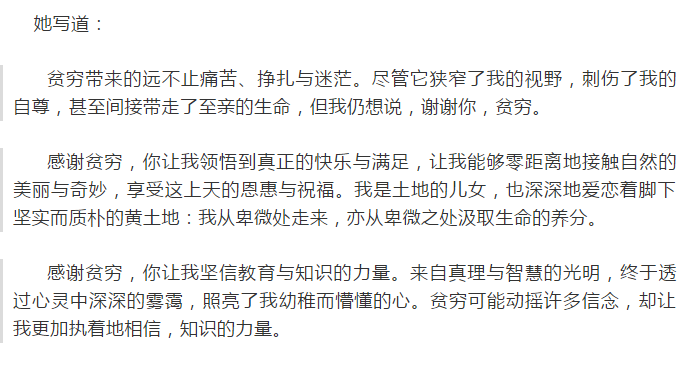 她写道：
贫穷带来的远不止痛苦、挣扎与迷茫。尽管它狭窄了我的视野，刺伤了我的
自尊，甚至间接带走了至亲的生命，但我仍想说，谢谢你，贫穷。
感谢贫穷，你让我领悟到真正的快乐与满足，让我能够零距离地接触自然的
美丽与奇妙，享受这上天的恩惠与祝福。我是土地的儿女，也深深地爱恋着脚下
坚实而质朴的黄土地：我从卑微处走来，亦从卑微之处汲取生命的养分。
感谢贫穷，你让我坚信教育与知识的力量。来自真理与智慧的光明，终于透
过心灵中深深的雾霭，照亮了我幼稚而懵懂的心。贫穷可能动摇许多信念，却让
我更加执着地相信，知识的力量。